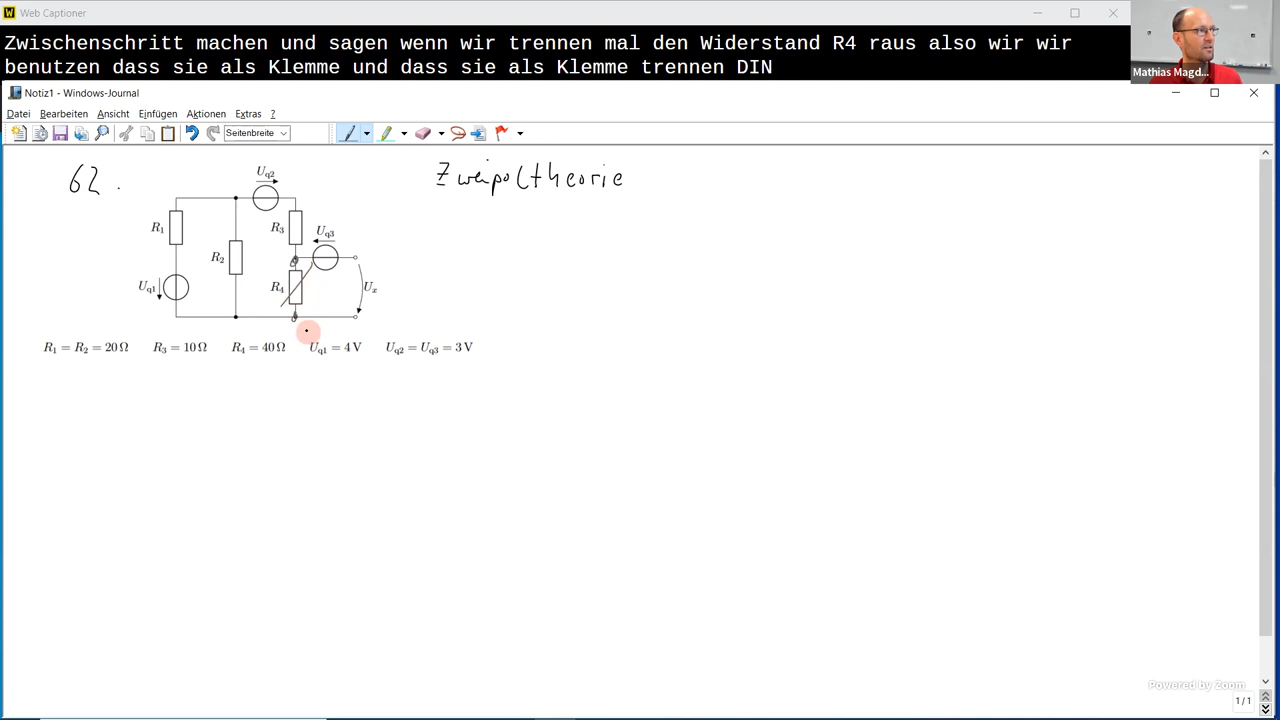 Web Captioner
Zwischenschritt machen und sagen wenn wir trennen mal den Widerstand R4 raus also wir wir
benutzen dass sie als Klemme und dass sie als Klemme trennen DIN
Mathias Magd...
Notiz1 - Windows-Journal
Datei Bearbeiten Ansicht Einfügen Aktionen Extras ?
Seitenbreite
62.
Zweipoltheorie
Uq2
R1
R3
Uq3
R2
Uq1
R4
Ux
R1 = R2 = 20 Ω R3 = 10 Ω R4 = 40 Ω Uq1 = 4 V Uq2 = Uq3 = 3 V
Powered by Zoom
1 / 1